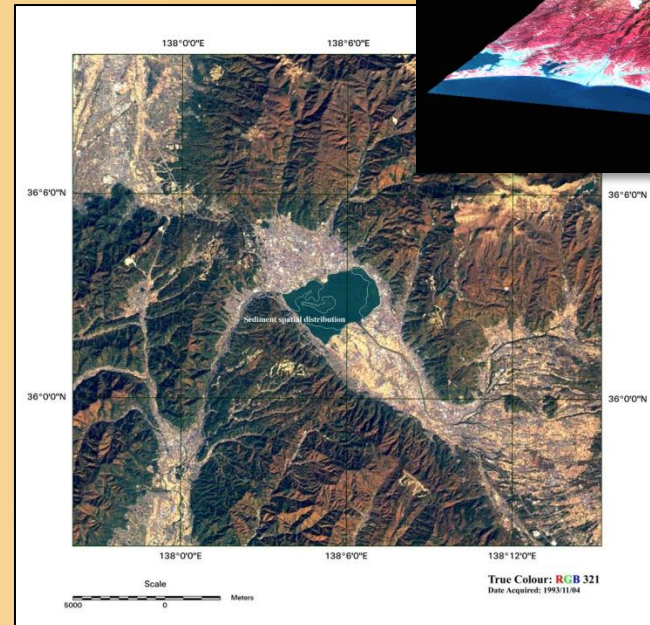 138°0'0"E 138°6'0"E
36°6'0"N 36°6'0"N
Sediment spatial distribution
36°0'0"N 36°0'0"N
138°0'0"E 138°6'0"E 138°12'0"E
Scale
5000 0 Meters
True Colour: RGB 321
Date Acquired: 1993/11/04